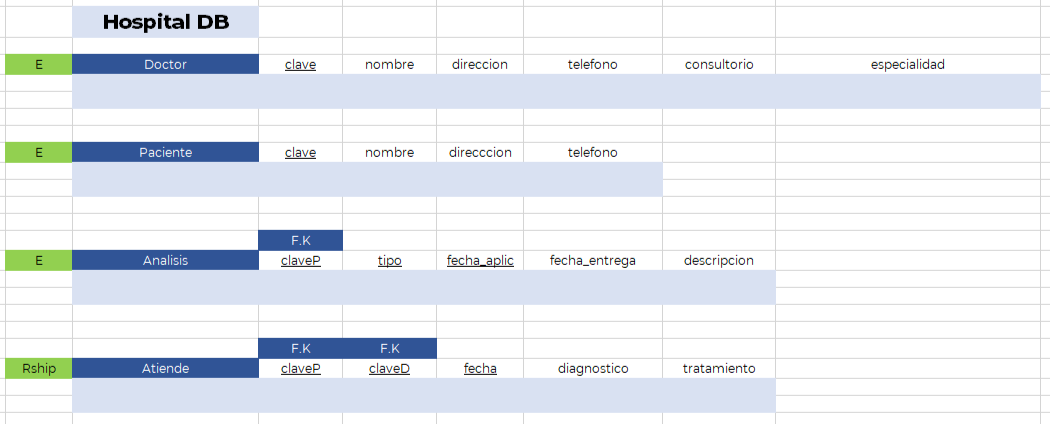 Hospital DB
E Doctor clave nombre direccion telefono consultorio especialidad
E Paciente clave nombre direcccion telefono
F.K
E Analisis claveP tipo fecha_aplic fecha_entrega descripcion
F.K F.K
Rship Atiende claveP claveD fecha diagnostico tratamiento